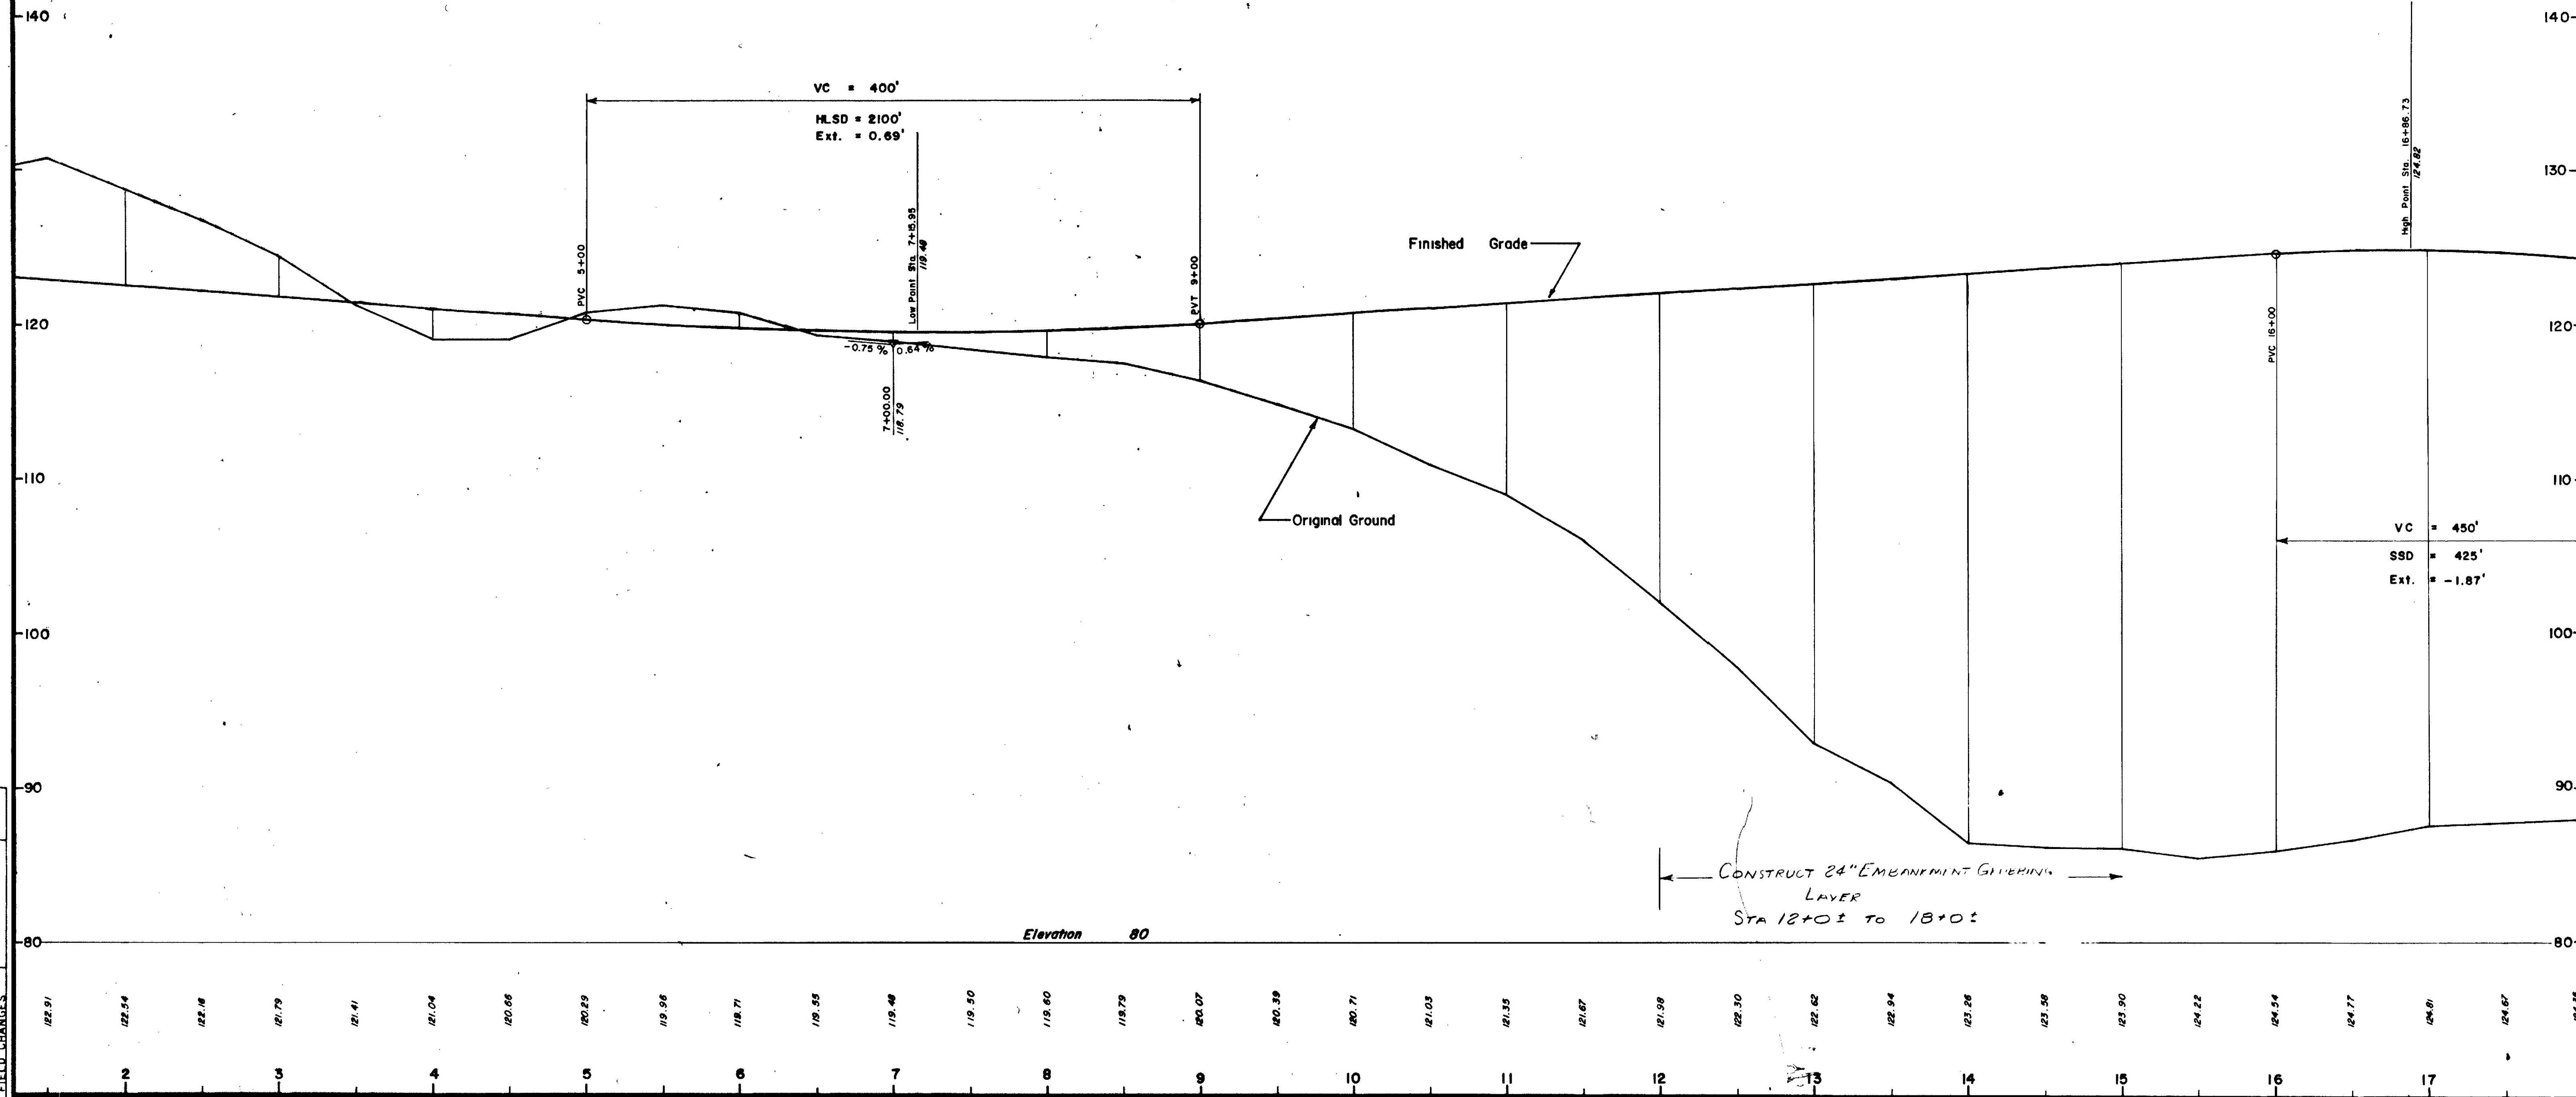 140
140
130
120
120
110
110
100
100
90
90
80
80
VC = 400'
HLSD = 2100'
Ext. = 0.69'
PVC 5+00
Low Point Sta. 7+15.95
119.48
PVT 9+00
-0.75 % 0.64 %
7+00.00
118.79
Finished Grade
Original Ground
High Point Sta. 16+86.73
124.82
PVC 16+00
VC = 450'
SSD = 425'
Ext. = -1.87'
CONSTRUCT 24" EMBANKMENT
LAYER
STA 12+0± TO 18+0±
Elevation 80
122.91 122.54 122.16 121.79 121.41 121.04 120.66 120.29 119.96 119.71 119.55 119.48 119.50 119.60 119.79 120.07 120.39 120.71 121.03 121.35 121.67 121.98 122.30 122.62 122.94 123.26 123.58 123.90 124.22 124.54 124.77 124.81 124.67
2 3 4 5 6 7 8 9 10 11 12 13 14 15 16 17
FIELD CHANGES